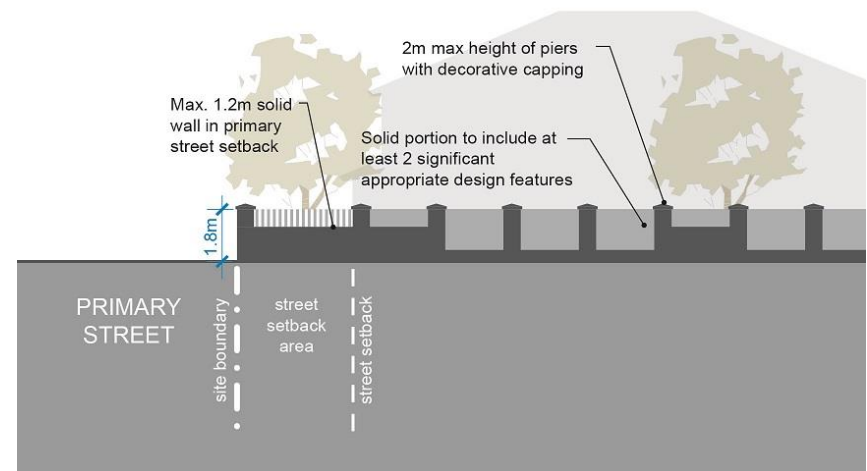 2m max height of piers
with decorative capping
Max. 1.2m solid
wall in primary
street setback
Solid portion to include at
least 2 significant
appropriate design features
1.8m
PRIMARY
STREET
site boundary
street
setback
area
street setback